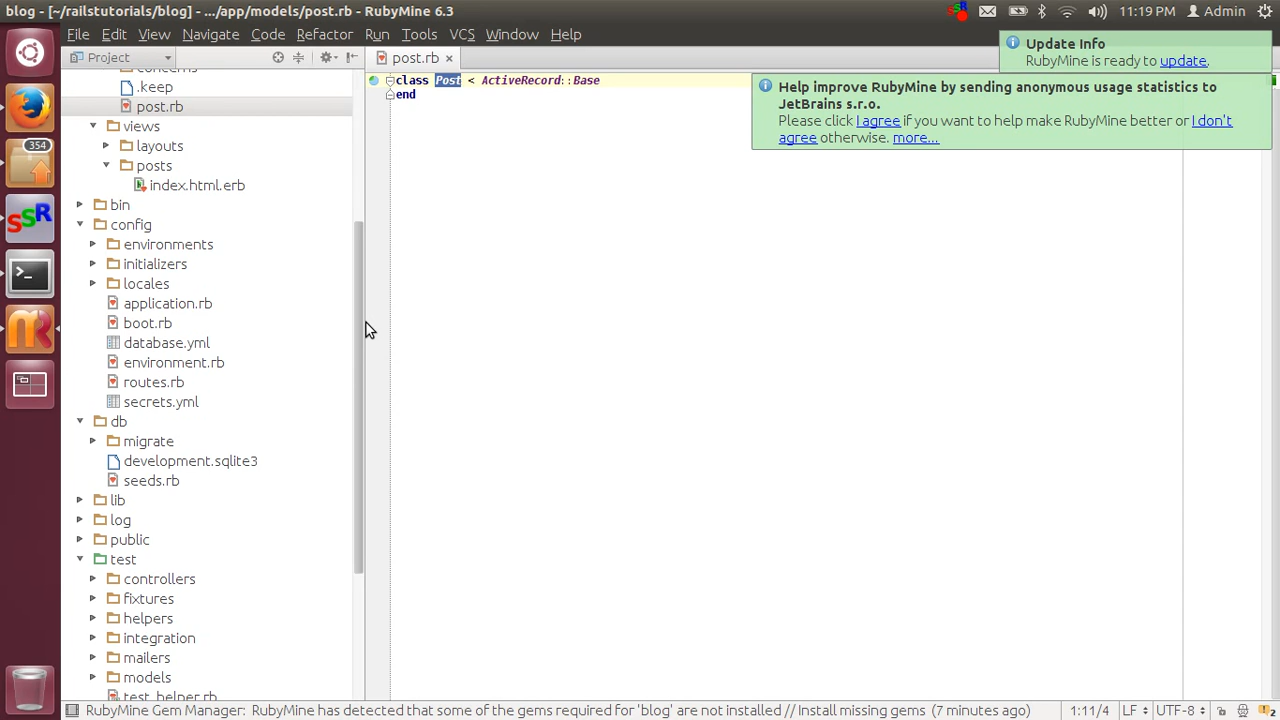 blog - [~/railstutorials/blog] - .../app/models/post.rb - RubyMine 6.3
11:19 PM
Admin
File Edit View Navigate Code Refactor Run Tools VCS Window Help
Project
post.rb
Update Info
RubyMine is ready to update.
Help improve RubyMine by sending anonymous usage statistics to
JetBrains s.r.o.
Please click I agree if you want to help make RubyMine better or I don't
agree otherwise. more...
class Post < ActiveRecord::Base
end
concerns
.keep
post.rb
views
layouts
posts
index.html.erb
bin
config
environments
initializers
locales
application.rb
boot.rb
database.yml
environment.rb
routes.rb
secrets.yml
db
migrate
development.sqlite3
seeds.rb
lib
log
public
test
controllers
fixtures
helpers
integration
mailers
models
test_helper.rb
354
SSR
RubyMine Gem Manager: RubyMine has detected that some of the gems required for 'blog' are not installed // Install missing gems (7 minutes ago)
1:11/4 LF UTF-8
2